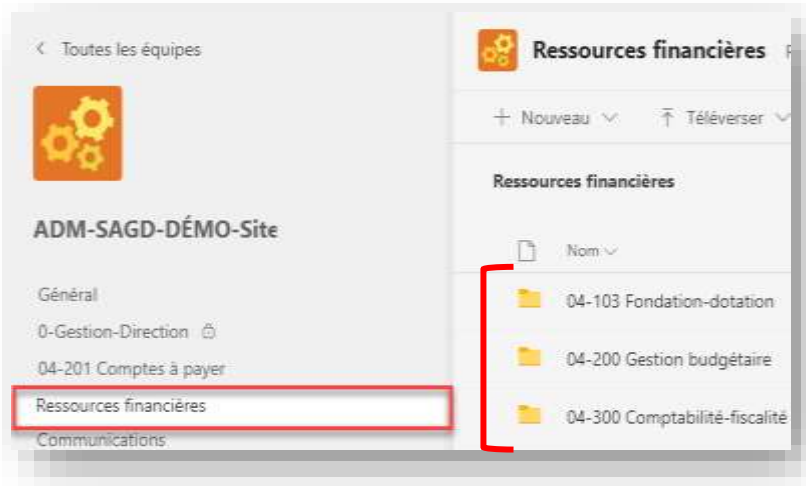 Toutes les équipes
ADM-SAGD-DÉMO-Site
Général
0-Gestion-Direction
04-201 Comptes à payer
Ressources financières
Communications
Ressources financières
Nouveau
Téléverser
Ressources financières
Nom
04-103 Fondation-dotation
04-200 Gestion budgétaire
04-300 Comptabilité-fiscalité